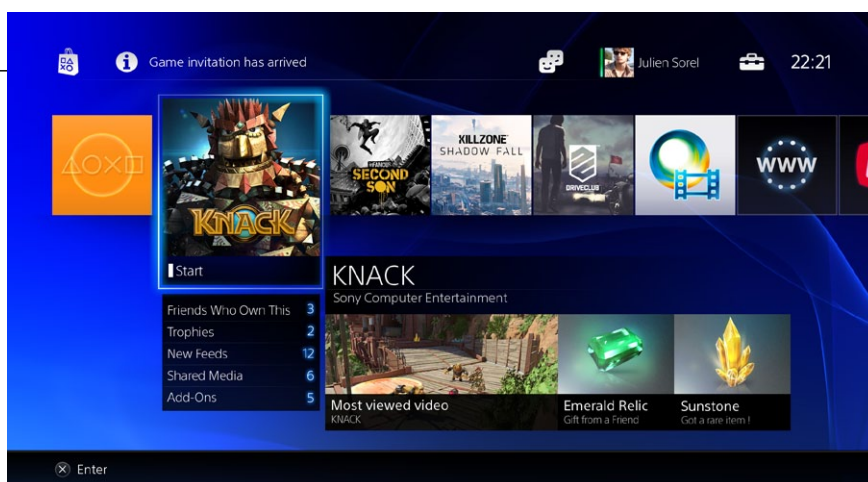 Game invitation has arrived
Julien Sorel
22:21
KNACK
inFAMOUS
SECOND
SON
KILLZONE
SHADOW FALL
DRIVECLUB
www
Start
KNACK
Sony Computer Entertainment
Friends Who Own This 3
Trophies 2
New Feeds 12
Shared Media 6
Add-Ons 5
Most viewed video
KNACK
Emerald Relic
Gift from a Friend
Sunstone
Got a rare item !
Enter